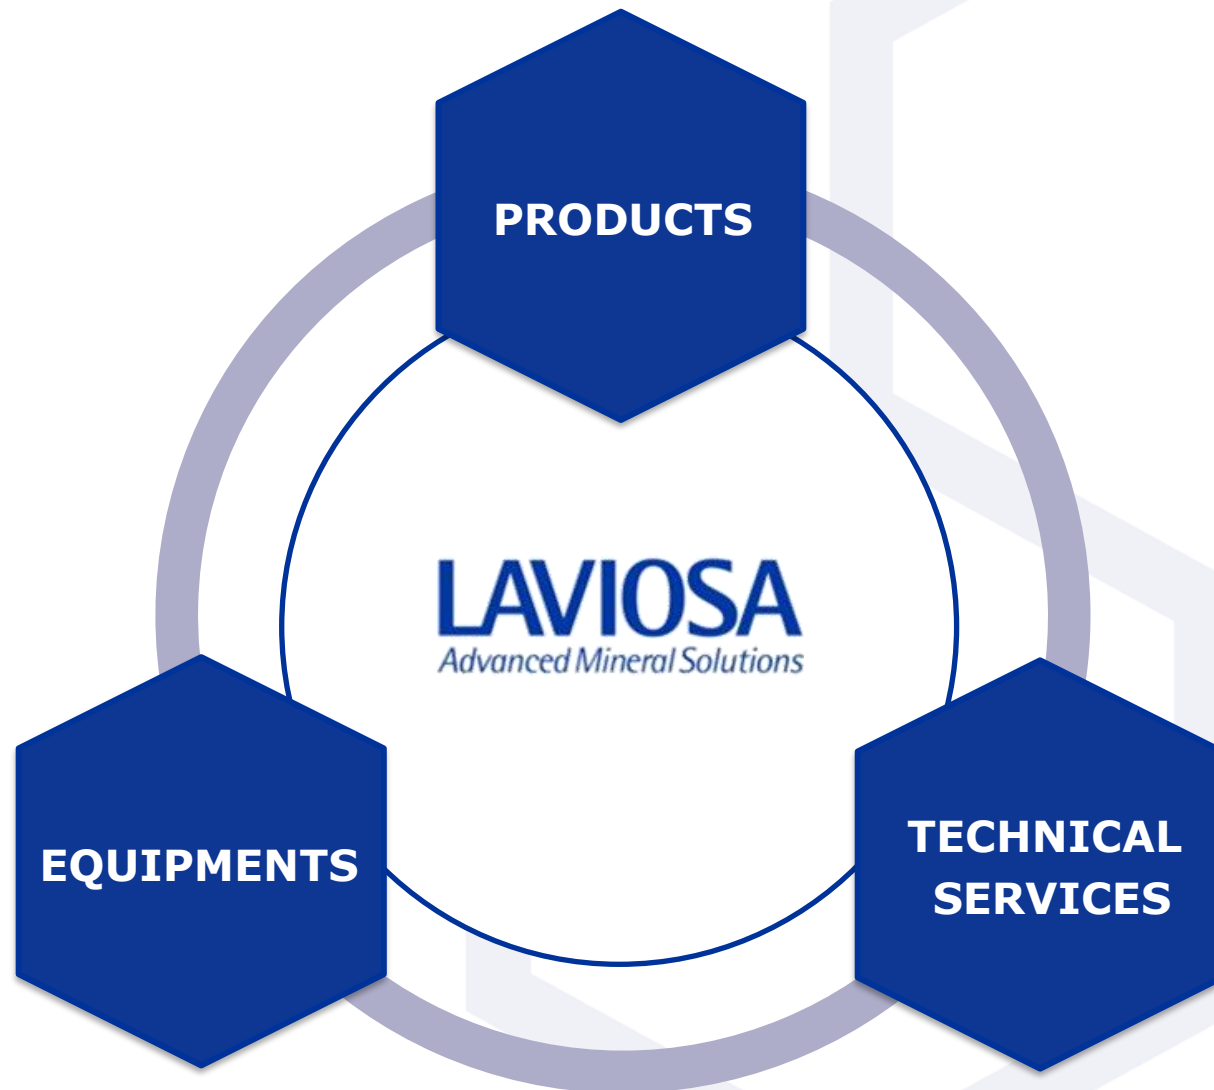 PRODUCTS
LAVIOSA
Advanced Mineral Solutions
EQUIPMENTS
TECHNICAL
SERVICES